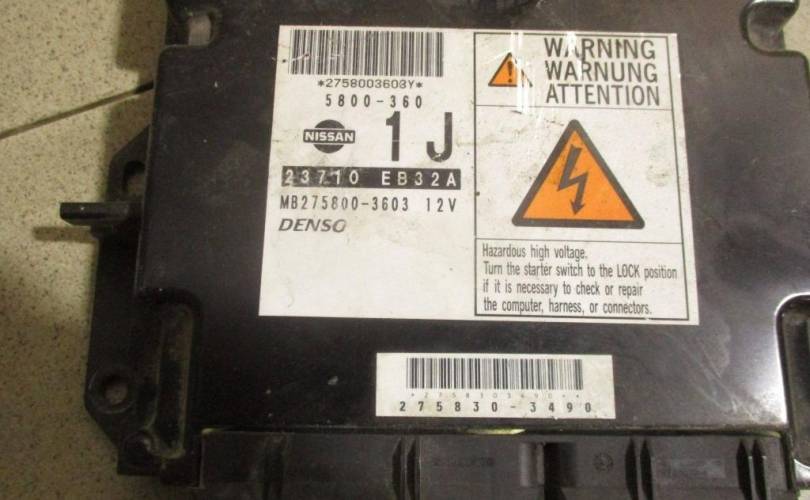 *2758003603Y*
5800-360
NISSAN
1J
23710 EB32A
MB275800-3603 12V
DENSO
WARNING
WARNUNG
ATTENTION
Hazardous high voltage.
Turn the starter switch to the LOCK position
if it is necessary to check or repair
the computer, harness, or connectors.
275830-3490